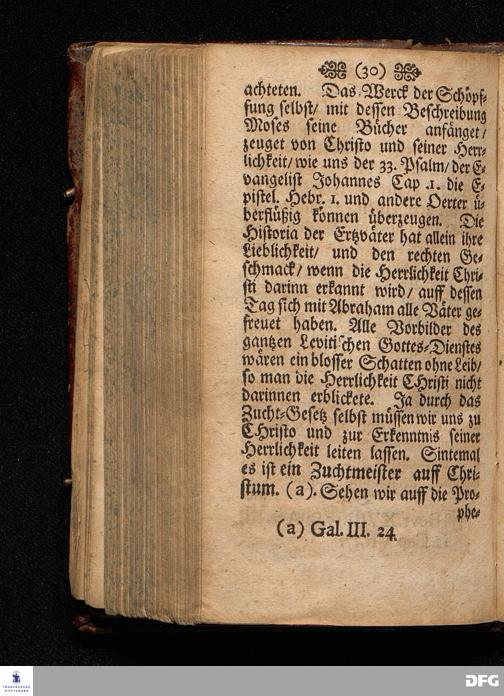 (30)
achteten. Das Werck der Schöpf-
fung selbst/ mit dessen Beschreibung
Moses seine Bücher anfänget/
zeuget von Christo und seiner Herr-
lichkeit/ wie uns der 33. Psalm/ der E-
vangelist Johannes Cap .1. die E-
pistel. Hebr. 1. und andere Oerter ü-
berflüßig können überzeugen. Die
Historia der Ertzväter hat allein ihre
Lieblichkeit/ und den rechten Ge-
schmack/ wenn die Herrlichkeit Chri-
sti darinn erkannt wird/ auff dessen
Tag sich mit Abraham alle Väter ge-
freuet haben. Alle Vorbilder des
gantzen Levitischen Gottes-Dienstes
wären ein blosser Schatten ohne Leib/
so man die Herrlichkeit CHristi nicht
darinnen erblickete. Ja durch das
Zucht-Gesetz selbst müssen wir uns zu
CHristo und zur Erkenntnis seiner
Herrlichkeit leiten lassen. Sintemal
es ist ein Zuchtmeister auff Chri-
stum. (a). Sehen wir auff die Pro-
phe-
(a) Gal. III. 24
FRANCKESCHE
STIFTUNGEN
DFG